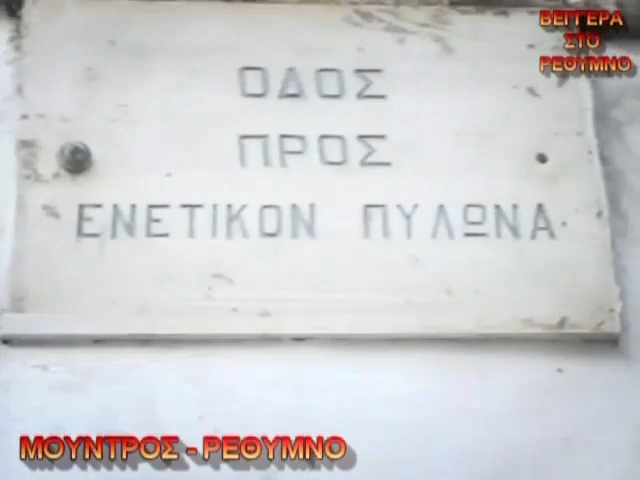 ΒΕΓΓΕΡΑ
ΣΤΟ
ΡΕΘΥΜΝΟ
ΟΔΟΣ
ΠΡΟΣ
ΕΝΕΤΙΚΟΝ ΠΥΛΩΝΑ
ΜΟΥΝΤΡΟΣ - ΡΕΘΥΜΝΟ